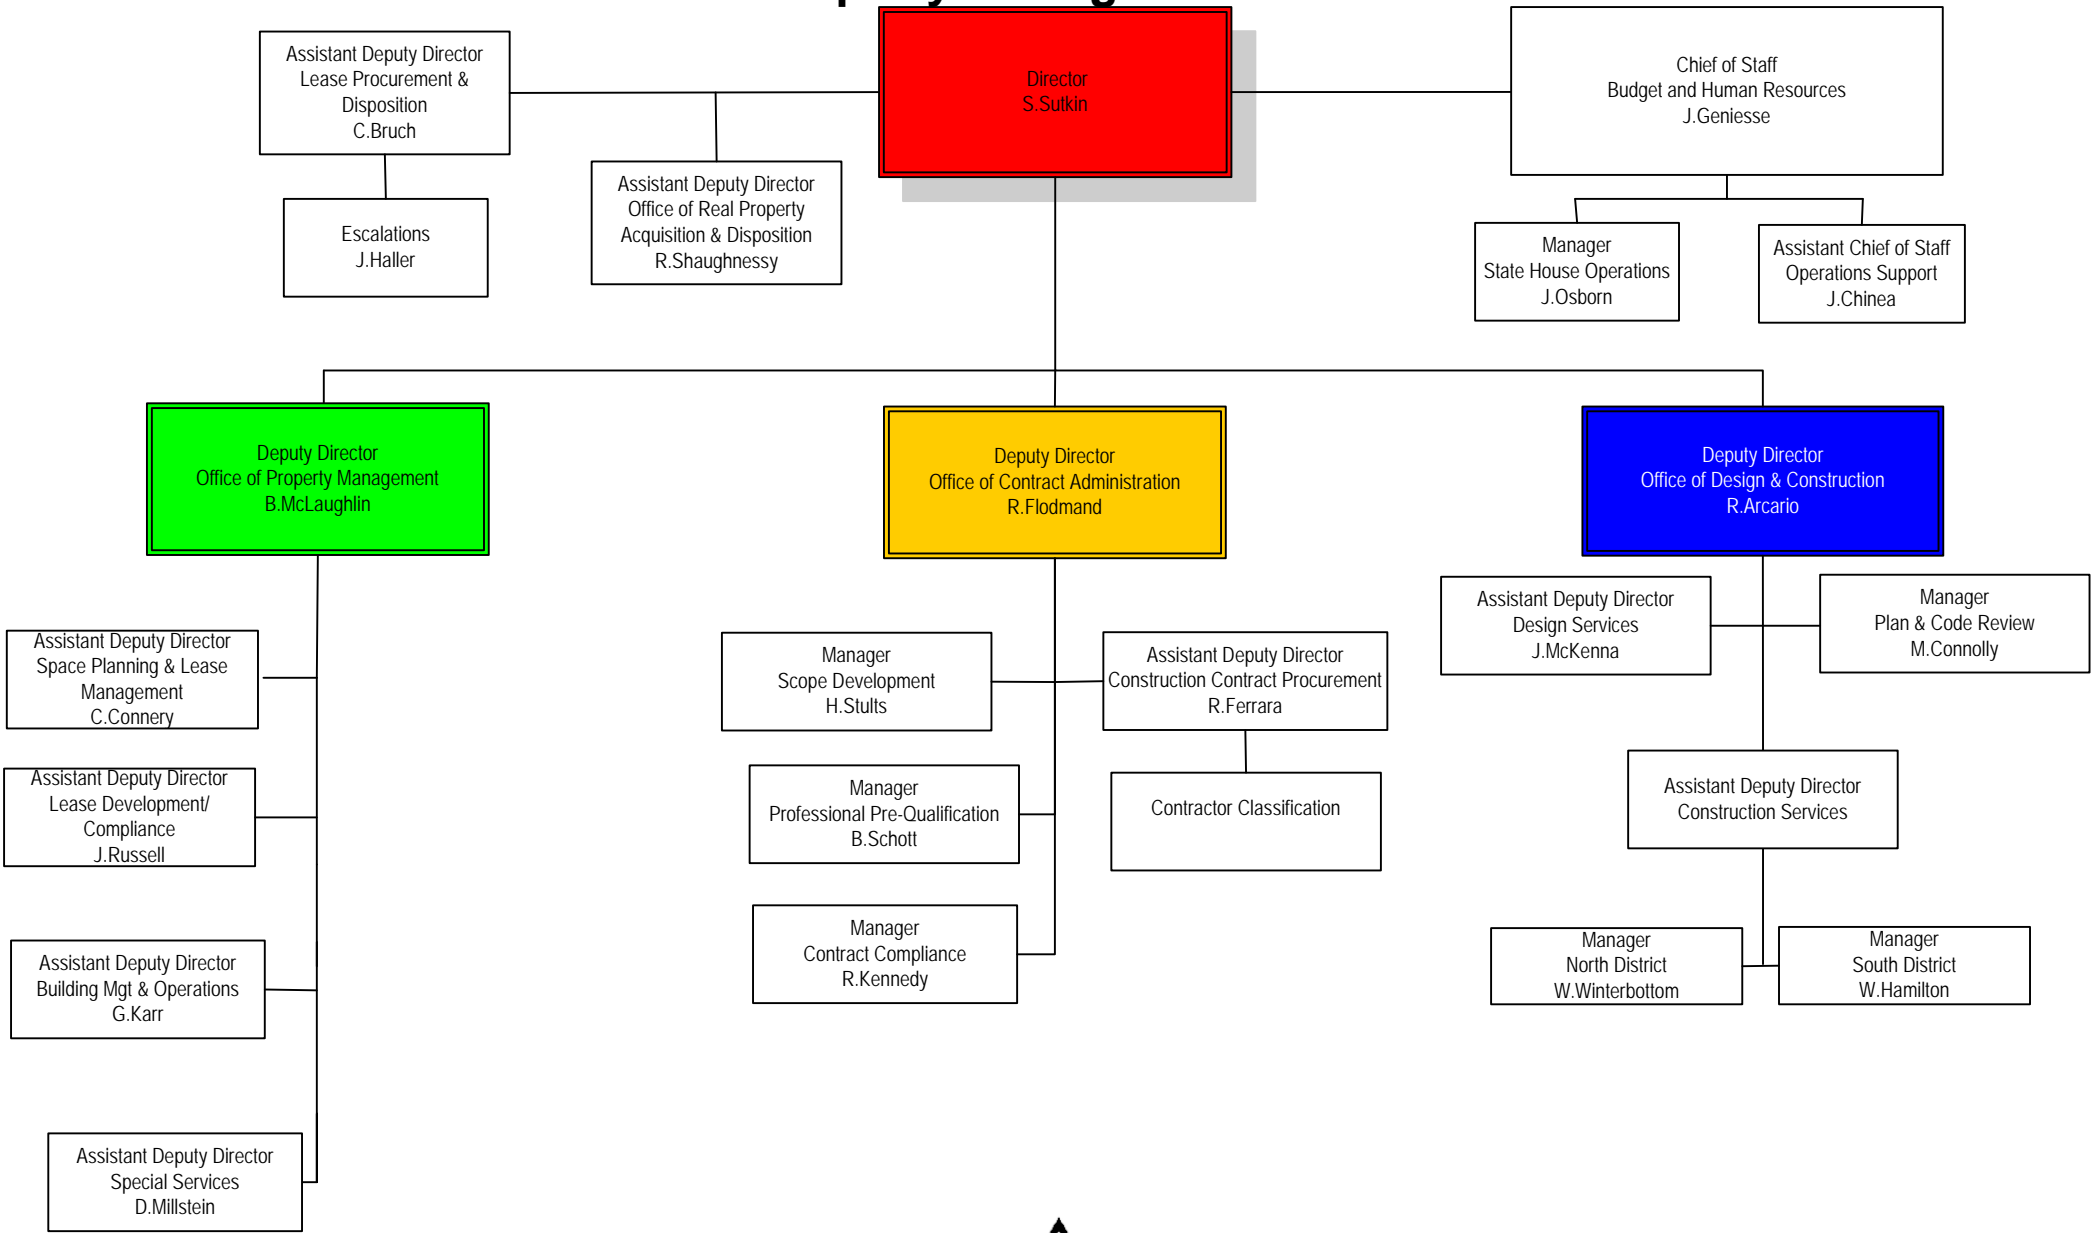 Assistant Deputy Director
Lease Procurement &
Disposition
C.Bruch
Director
S.Sutkin
Chief of Staff
Budget and Human Resources
J.Geniesse
Escalations
J.Haller
Assistant Deputy Director
Office of Real Property
Acquisition & Disposition
R.Shaughnessy
Manager
State House Operations
J.Osborn
Assistant Chief of Staff
Operations Support
J.Chinea
Deputy Director
Office of Property Management
B.McLaughlin
Deputy Director
Office of Contract Administration
R.Flodmand
Deputy Director
Office of Design & Construction
R.Arcario
Assistant Deputy Director
Space Planning & Lease
Management
C.Connery
Assistant Deputy Director
Lease Development/
Compliance
J.Russell
Assistant Deputy Director
Building Mgt & Operations
G.Karr
Assistant Deputy Director
Special Services
D.Millstein
Manager
Scope Development
H.Stults
Assistant Deputy Director
Construction Contract Procurement
R.Ferrara
Manager
Professional Pre-Qualification
B.Schott
Contractor Classification
Manager
Contract Compliance
R.Kennedy
Assistant Deputy Director
Design Services
J.McKenna
Manager
Plan & Code Review
M.Connolly
Assistant Deputy Director
Construction Services
Manager
North District
W.Winterbottom
Manager
South District
W.Hamilton